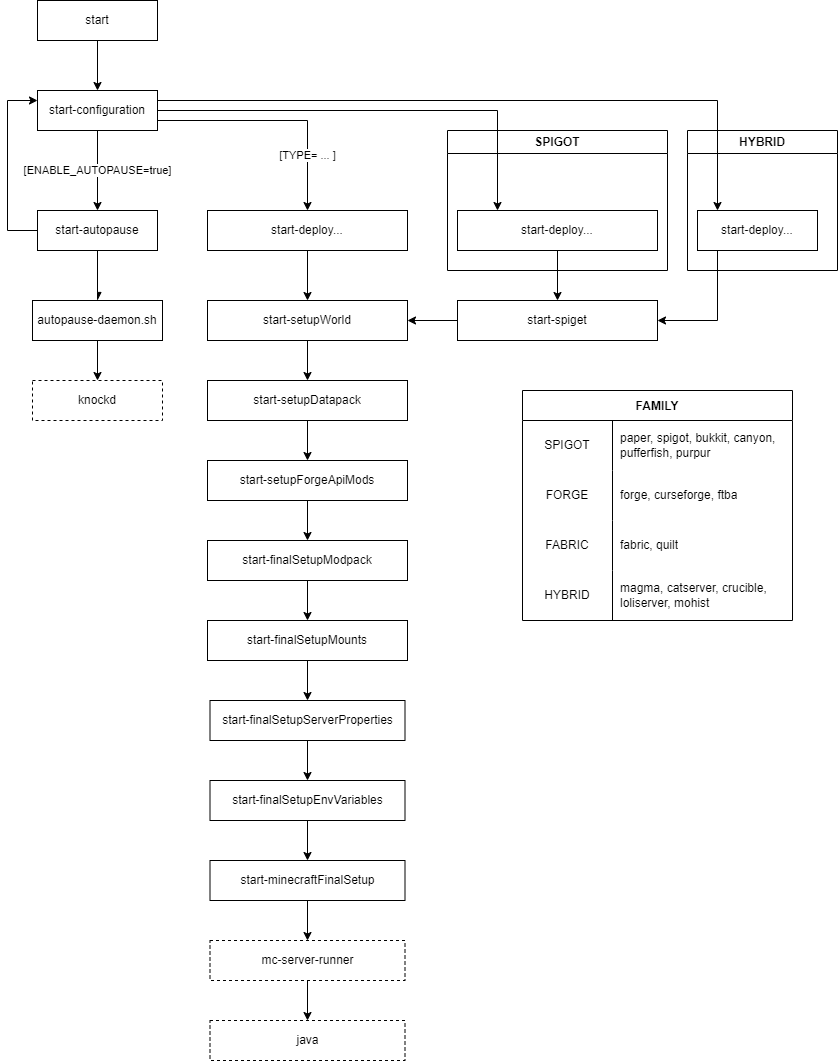 start
start-configuration
[ENABLE_AUTOPAUSE=true]
[TYPE= ... ]
SPIGOT
HYBRID
start-autopause
start-deploy...
start-deploy...
start-deploy...
autopause-daemon.sh
start-setupWorld
start-spiget
knockd
start-setupDatapack
start-setupForgeApiMods
start-finalSetupModpack
start-finalSetupMounts
start-finalSetupServerProperties
start-finalSetupEnvVariables
start-minecraftFinalSetup
mc-server-runner
java
FAMILY
SPIGOT
paper, spigot, bukkit, canyon,
pufferfish, purpur
FORGE
forge, curseforge, ftba
FABRIC
fabric, quilt
HYBRID
magma, catserver, crucible,
loliserver, mohist